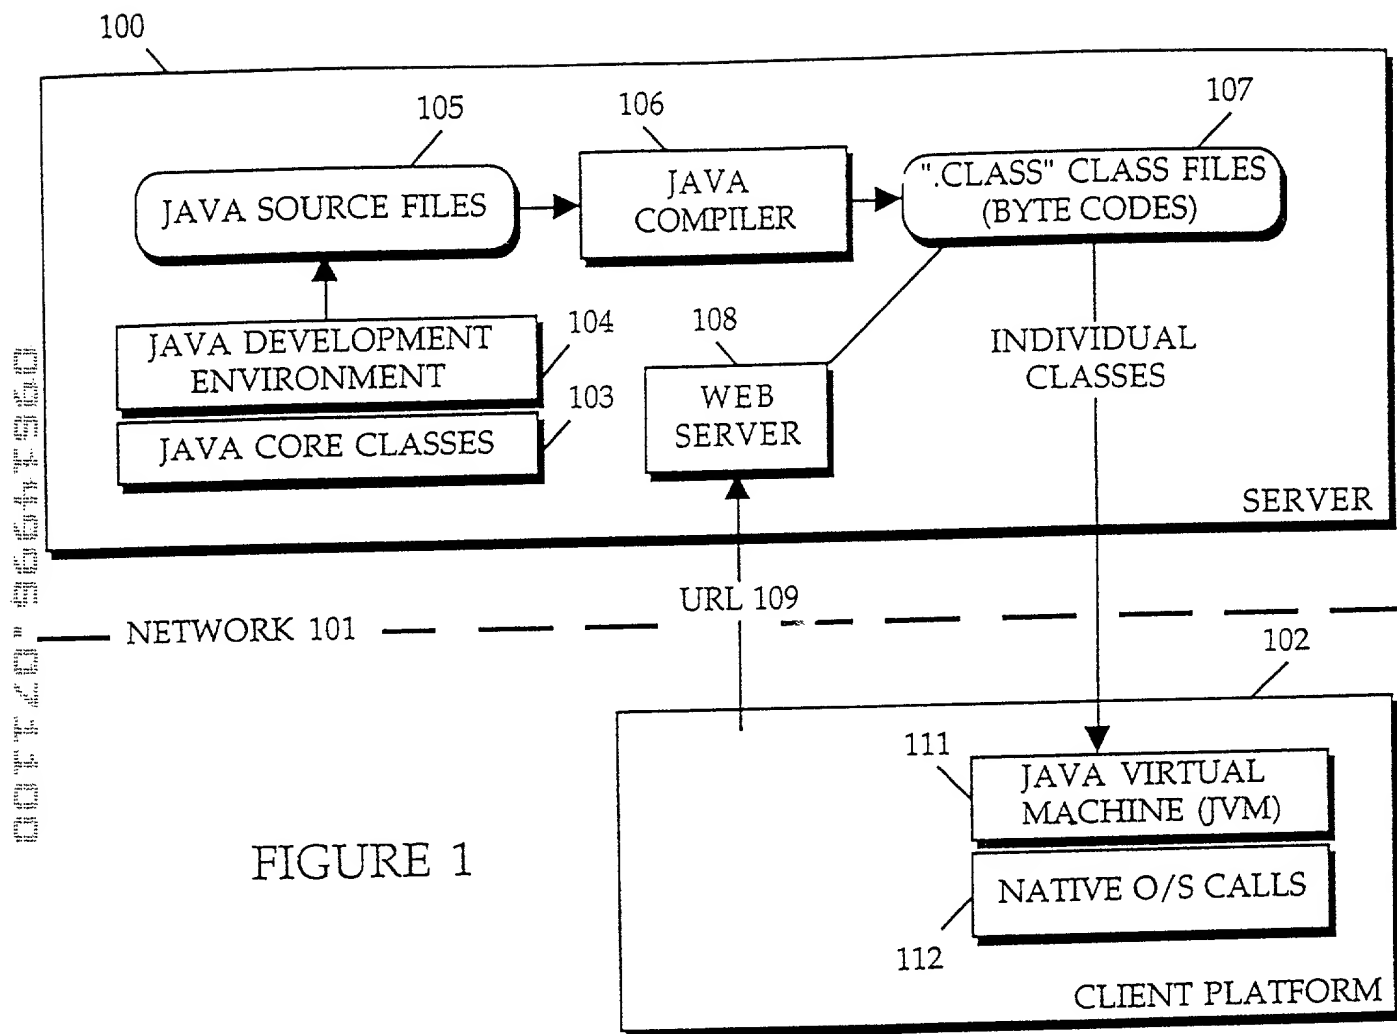 100
105
106
107
JAVA SOURCE FILES
JAVA
COMPILER
".CLASS" CLASS FILES
(BYTE CODES)
JAVA DEVELOPMENT
ENVIRONMENT
104
108
INDIVIDUAL
CLASSES
103
JAVA CORE CLASSES
WEB
SERVER
SERVER
URL 109
NETWORK 101
102
111
JAVA VIRTUAL
MACHINE (JVM)
FIGURE 1
NATIVE O/S CALLS
112
CLIENT PLATFORM
09514995.071300